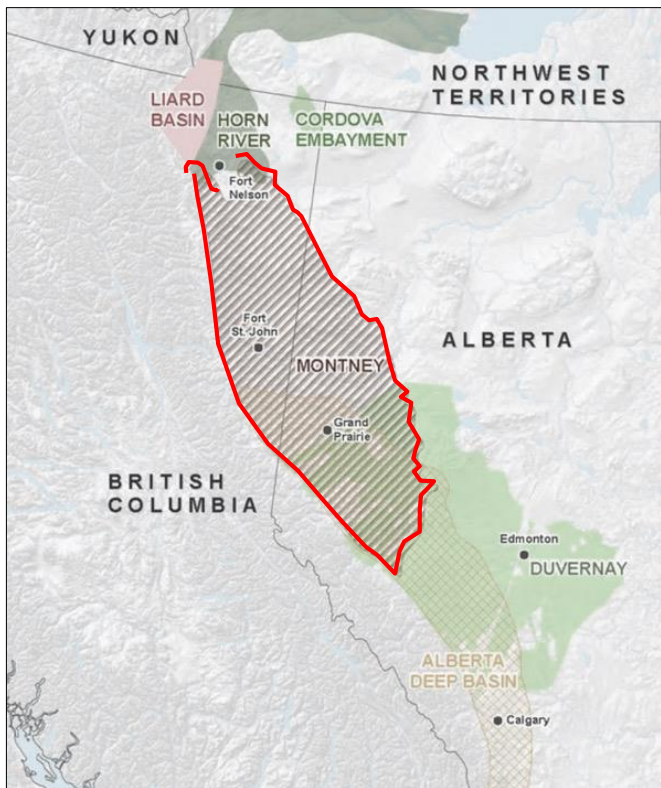 YUKON
NORTHWEST
TERRITORIES
LIARD
BASIN
HORN
RIVER
CORDOVA
EMBAYMENT
Fort
Nelson
Fort
St. John
ALBERTA
MONTNEY
Grand
Prairie
BRITISH
COLUMBIA
Edmonton
DUVERNAY
ALBERTA
DEEP BASIN
Calgary